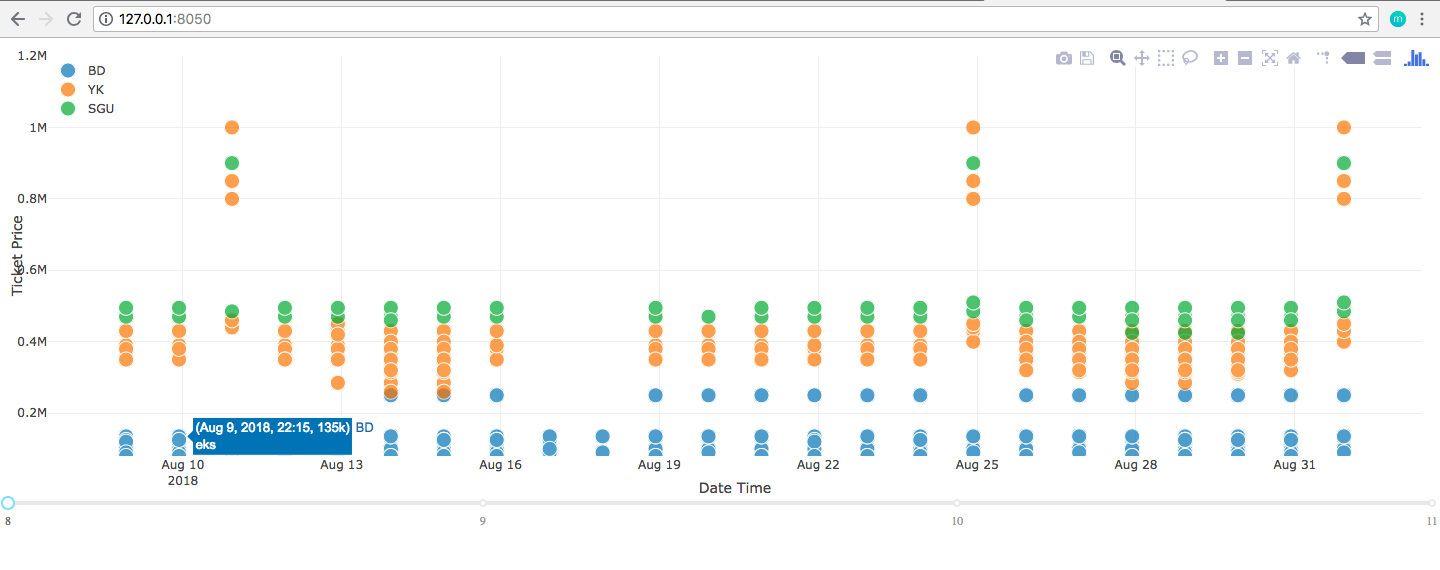 127.0.0.1:8050
m
1.2M
BD
YK
SGU
1M
0.8M
0.6M
0.4M
0.2M
Ticket Price
(Aug 9, 2018, 22:15, 135k) BD
eks
Aug 10 Aug 13 Aug 16 Aug 19 Aug 22 Aug 25 Aug 28 Aug 31
2018
Date Time
8 9 10 11